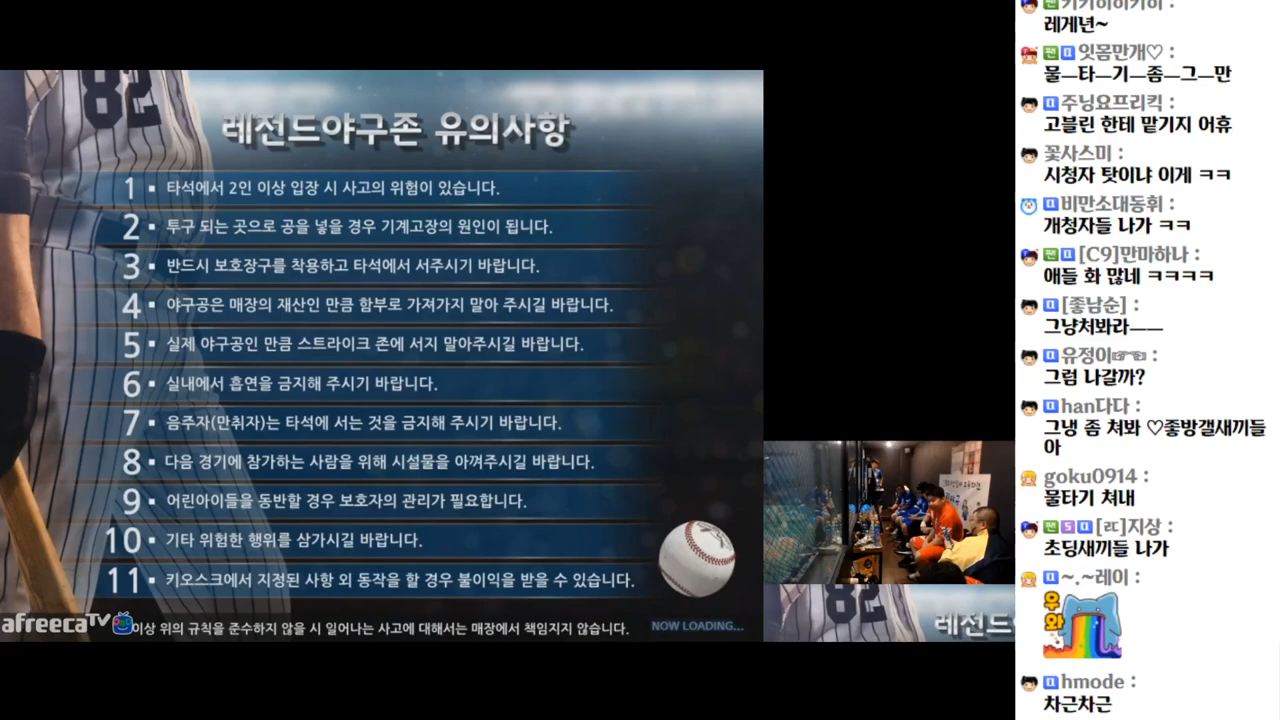 82
레전드야구존 유의사항
1 ▪ 타석에서 2인 이상 입장 시 사고의 위험이 있습니다.
2 ▪ 투구 되는 곳으로 공을 넣을 경우 기계고장의 원인이 됩니다.
3 ▪ 반드시 보호장구를 착용하고 타석에서 서주시기 바랍니다.
4 ▪ 야구공은 매장의 재산인 만큼 함부로 가져가지 말아 주시길 바랍니다.
5 ▪ 실제 야구공인 만큼 스트라이크 존에 서지 말아주시길 바랍니다.
6 ▪ 실내에서 흡연을 금지해 주시기 바랍니다.
7 ▪ 음주자(만취자)는 타석에 서는 것을 금지해 주시기 바랍니다.
8 ▪ 다음 경기에 참가하는 사람을 위해 시설물을 아껴주시길 바랍니다.
9 ▪ 어린아이들을 동반할 경우 보호자의 관리가 필요합니다.
10 ▪ 기타 위험한 행위를 삼가시길 바랍니다.
11 ▪ 키오스크에서 지정된 사항 외 동작을 할 경우 불이익을 받을 수 있습니다.
이상 위의 규칙을 준수하지 않을 시 일어나는 사고에 대해서는 매장에서 책임지지 않습니다.
NOW LOADING...
afreecaTV
82
레전드
레게년~
팬 잇몸만개♡ :
물ㅡ타ㅡ기ㅡ좀ㅡ그ㅡ만
주닝요프리킥 :
고블린 한테 맡기지 어휴
꽃사스미 :
시청자 탓이냐 이게 ㅋㅋ
비만소대동휘 :
개청자들 나가 ㅋㅋ
팬 [C9]만마하나 :
애들 화 많네 ㅋㅋㅋㅋ
[좋남순] :
그냥쳐봐라ㅡㅡ
유정이☞☜ :
그럼 나갈까?
han다다 :
그냉 좀 쳐봐 ♡좋방갤새끼들
아
goku0914 :
물타기 쳐내
팬 5 [ㄸ]지상 :
초딩새끼들 나가
~.~레이 :
우와
hmode :
차근차근